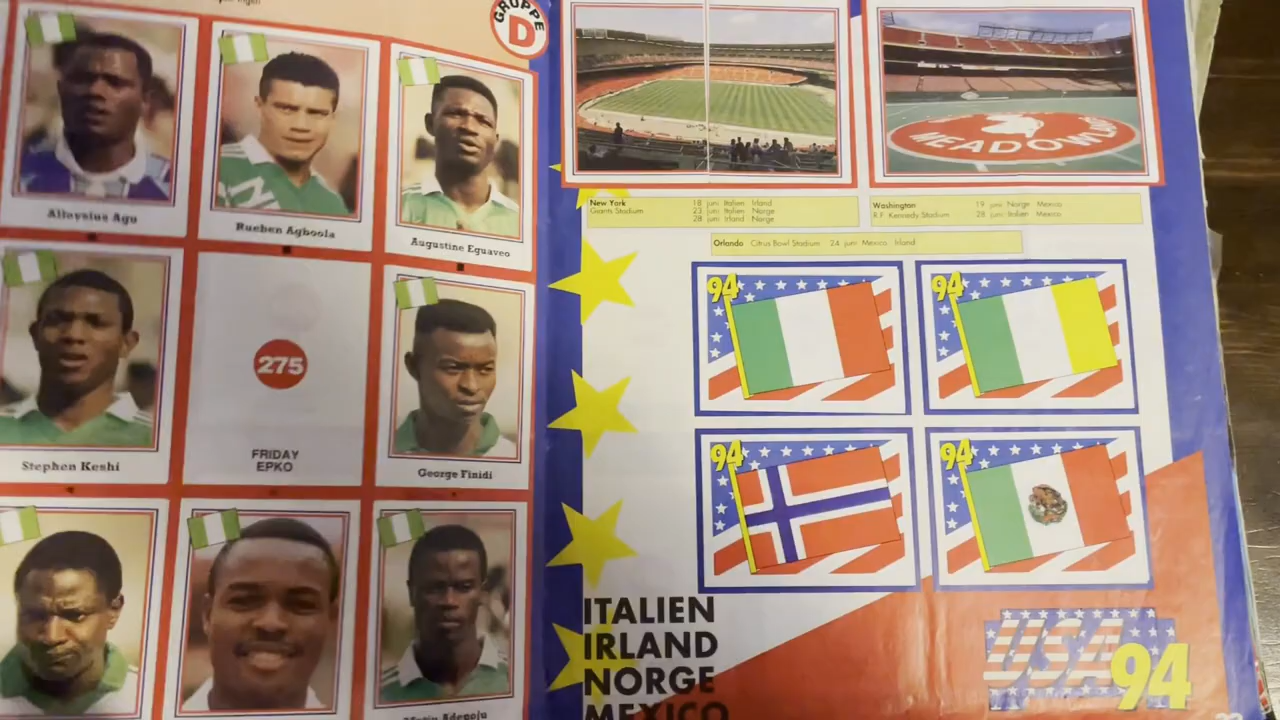 GRUPPE
D
Alloysius Agu
Rueben Agboola
Augustine Eguaveo
Stephen Keshi
275
FRIDAY
EPKO
George Finidi
MEADOWLA
New York
Giants Stadium
18 juni Italien Irland
23 juni Italien Norge
28 juni Irland Norge
Washington
R.F. Kennedy Stadium
19 juni Norge Mexico
28 juni Italien Mexico
Orlando Citrus Bowl Stadium 24 juni Mexico Irland
94
94
94
94
ITALIEN
IRLAND
NORGE
MEXICO
USA
94